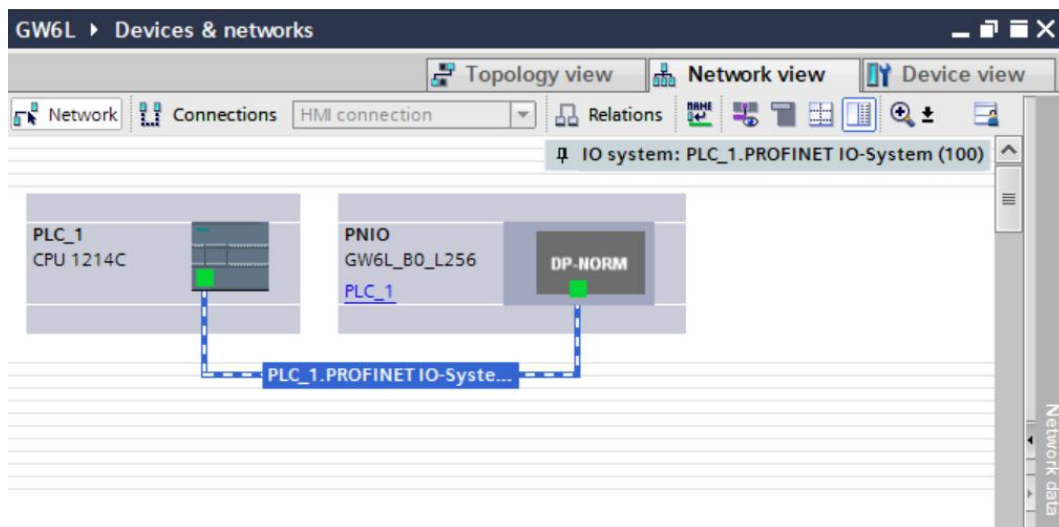 GW6L ▸ Devices & networks
Topology view
Network view
Device view
Network
Connections
HMI connection
Relations
NAME
IO system: PLC_1.PROFINET IO-System (100)
PLC_1
CPU 1214C
PNIO
GW6L_B0_L256
PLC_1
DP-NORM
PLC_1.PROFINET IO-Syste...
Network data